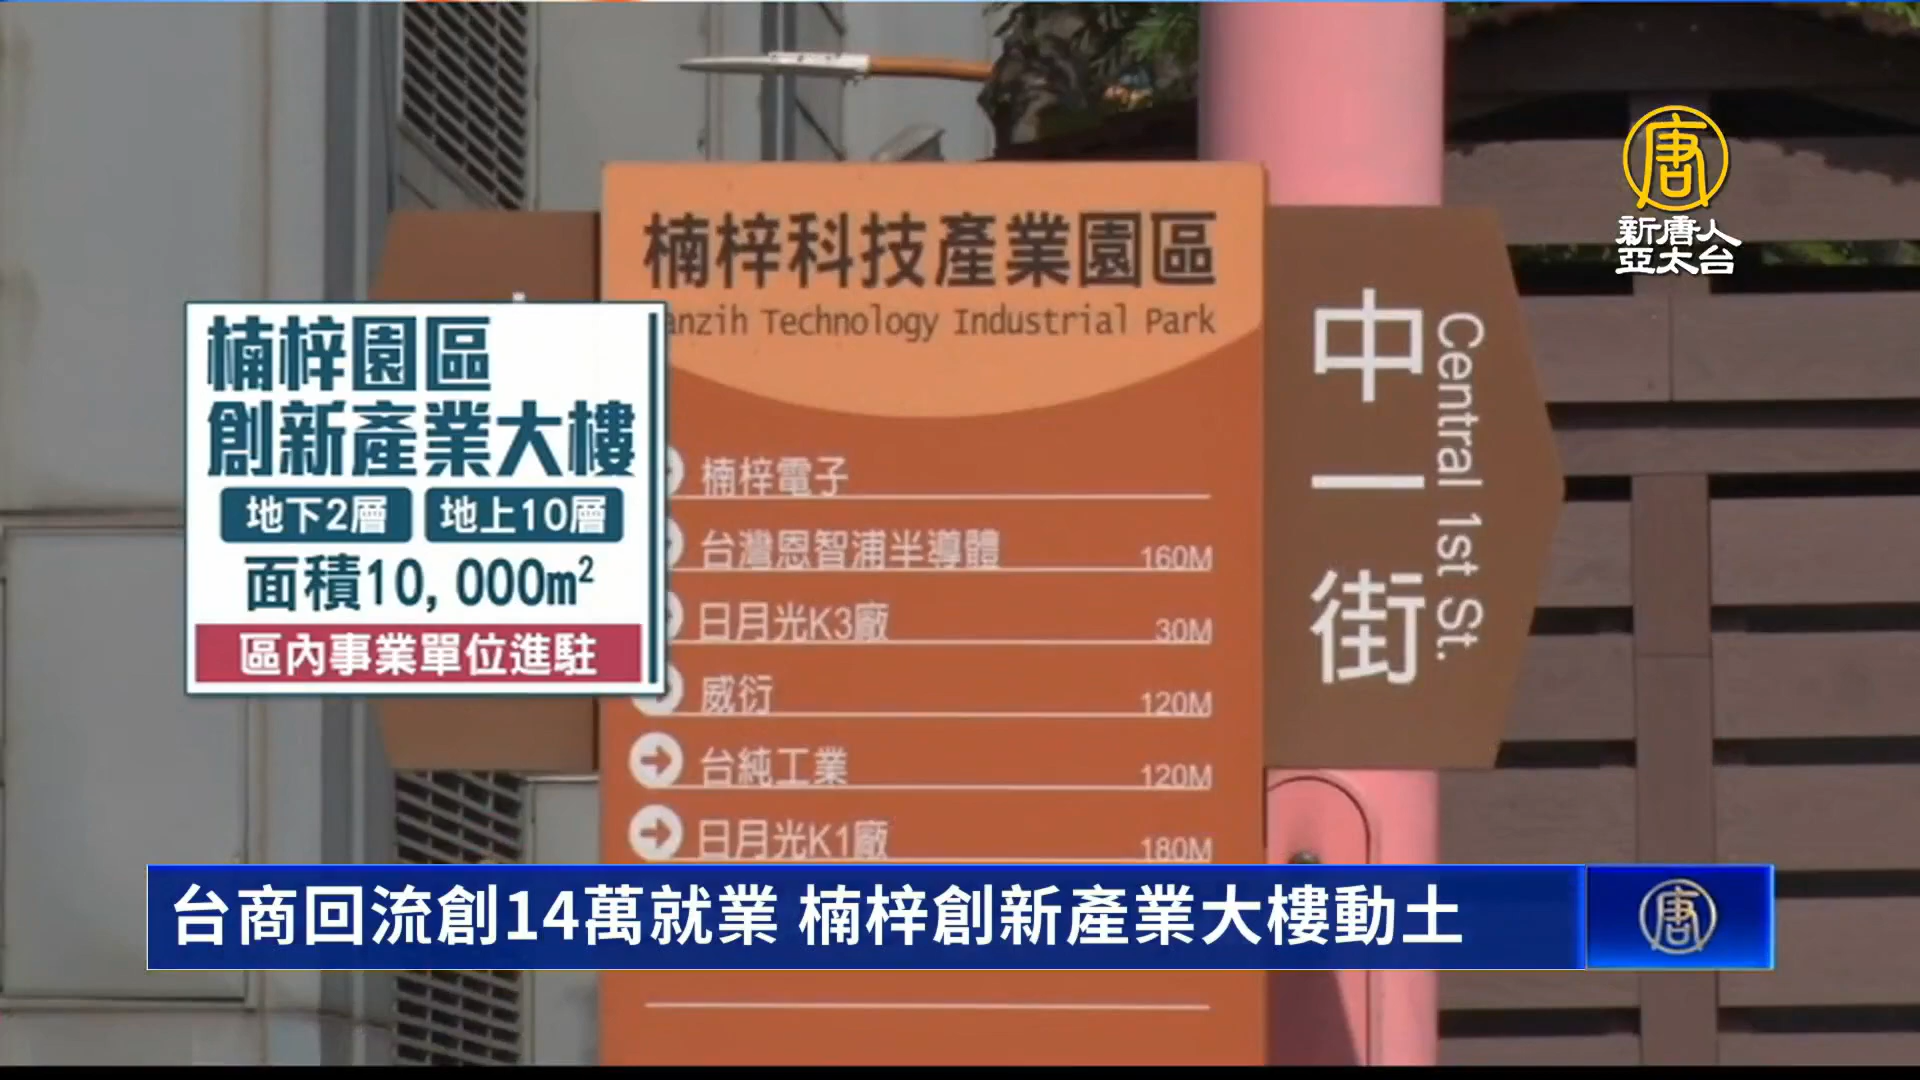 楠梓科技產業園區
anzih Technology Industrial Park
楠梓電子
台灣恩智浦半導體 160M
日月光K3廠 30M
威衍 120M
台純工業 120M
日月光K1廠 180M
中一街
Central 1st St.
楠梓園區
創新產業大樓
地下2層 地上10層
面積10,000m²
區內事業單位進駐
唐
新唐人
亞太台
台商回流創14萬就業 楠梓創新產業大樓動土
唐